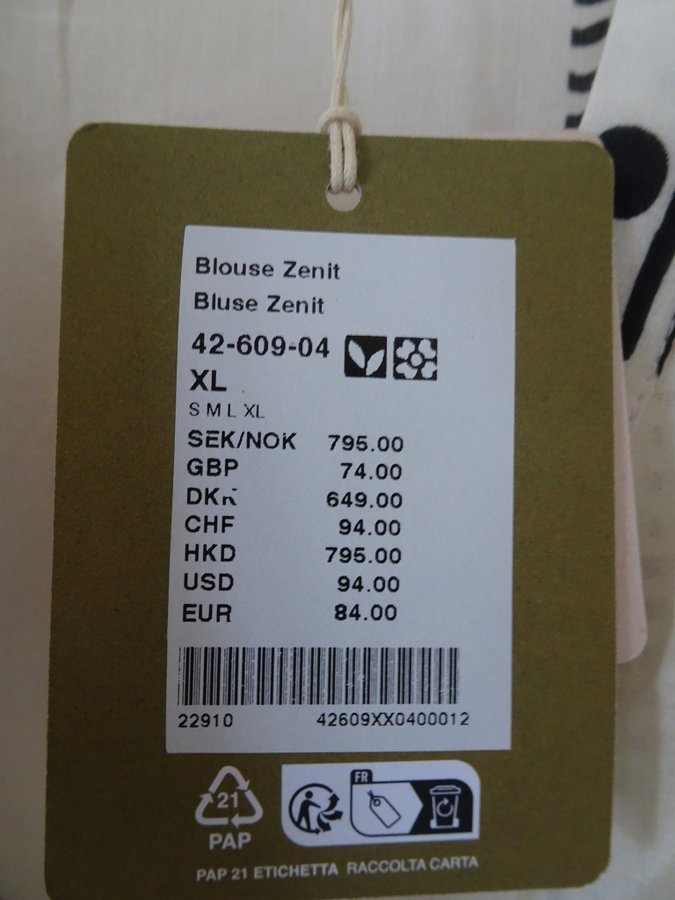 Blouse Zenit
Bluse Zenit
42-609-04
XL
S M L XL
SEK/NOK 795.00
GBP 74.00
DKK 649.00
CHF 94.00
HKD 795.00
USD 94.00
EUR 84.00
22910 42609XX0400012
FR
21
PAP
PAP 21 ETICHETTA RACCOLTA CARTA